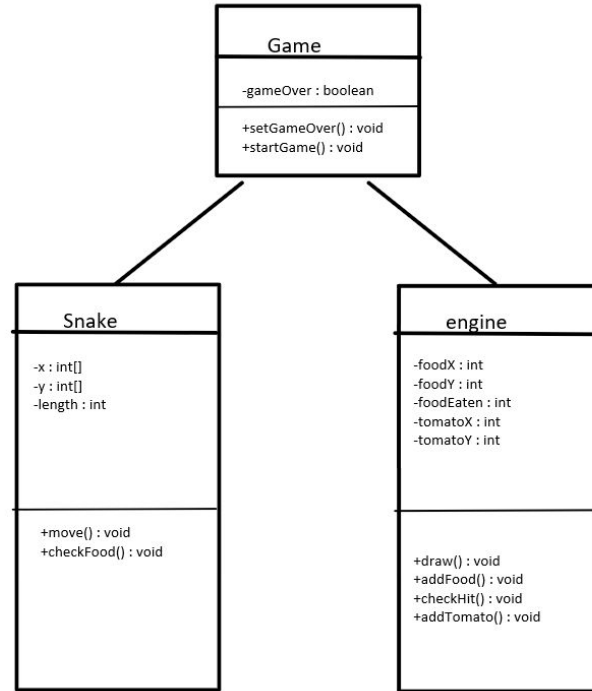 Game
-gameOver : boolean
+setGameOver() : void
+startGame() : void
Snake
-x : int[]
-y : int[]
-length : int
+move() : void
+checkFood() : void
engine
-foodX : int
-foodY : int
-foodEaten : int
-tomatoX : int
-tomatoY : int
+draw() : void
+addFood() : void
+checkHit() : void
+addTomato() : void